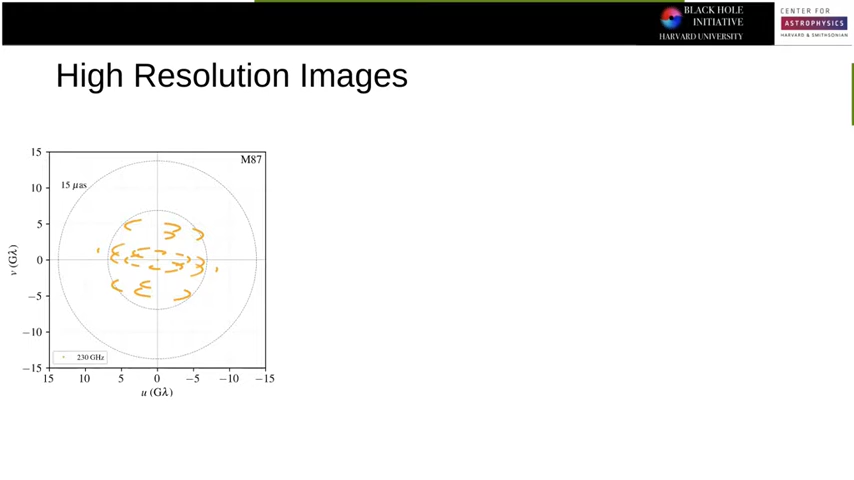 BLACK HOLE
INITIATIVE
HARVARD UNIVERSITY
CENTER FOR
ASTROPHYSICS
HARVARD & SMITHSONIAN
High Resolution Images
M87
15 μas
230 GHz
15
10
5
0
−5
−10
−15
v (Gλ)
15 10 5 0 −5 −10 −15
u (Gλ)